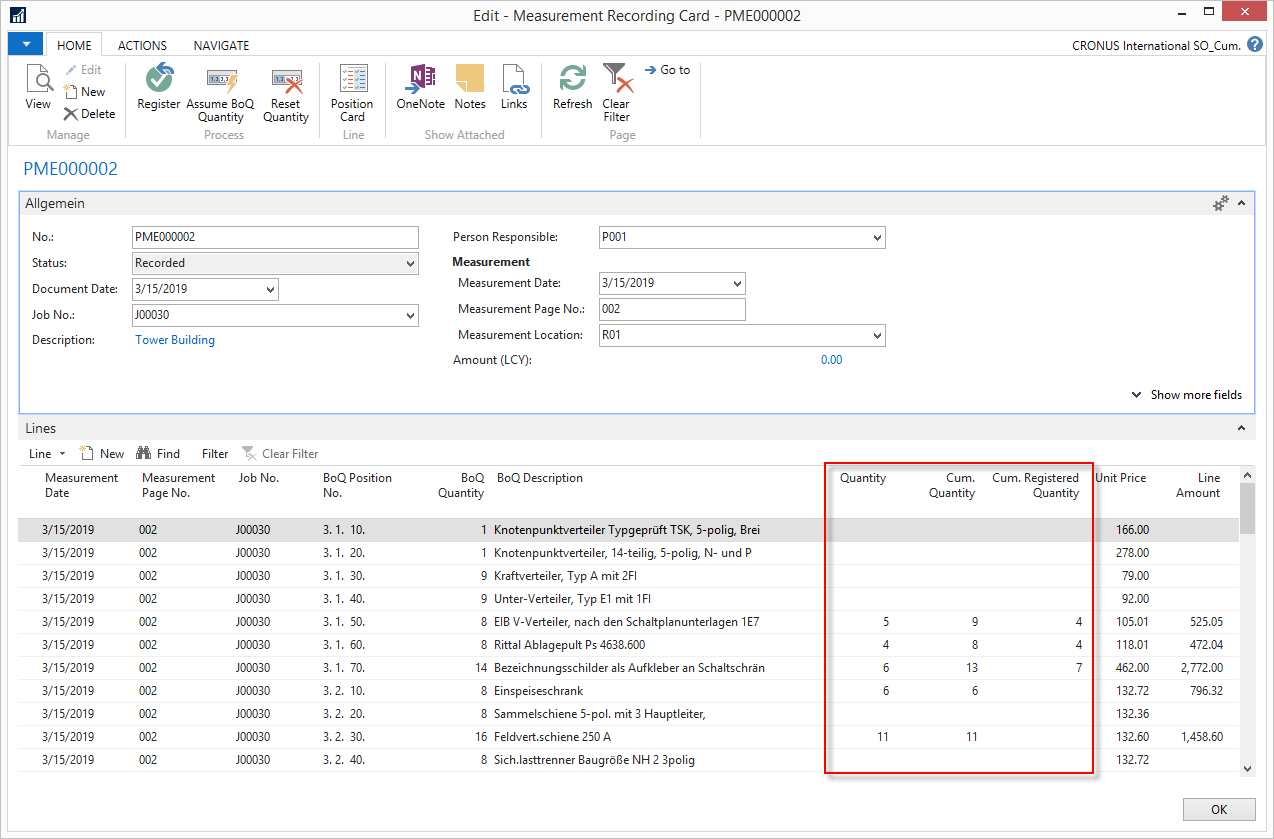 Edit - Measurement Recording Card - PME000002
HOME ACTIONS NAVIGATE CRONUS International SO_Cum. ?
View Edit New Delete Manage
Register Assume BoQ Quantity Reset Quantity Process
Position Card Line
OneNote Notes Links Show Attached
Refresh Clear Filter Go to Page
PME000002
Allgemein
No.: PME000002
Status: Recorded
Document Date: 3/15/2019
Job No.: J00030
Description: Tower Building
Person Responsible: P001
Measurement
Measurement Date: 3/15/2019
Measurement Page No.: 002
Measurement Location: R01
Amount (LCY): 0.00
Show more fields
Lines
Line New Find Filter Clear Filter
Measurement Date Measurement Page No. Job No. BoQ Position No. BoQ Quantity BoQ Description Quantity Cum. Quantity Cum. Registered Quantity Unit Price Line Amount
3/15/2019 002 J00030 3. 1. 10. 1 Knotenpunktverteiler Typgeprüft TSK, 5-polig, Brei 166.00
3/15/2019 002 J00030 3. 1. 20. 1 Knotenpunktverteiler, 14-teilig, 5-polig, N- und P 278.00
3/15/2019 002 J00030 3. 1. 30. 9 Kraftverteiler, Typ A mit 2FI 79.00
3/15/2019 002 J00030 3. 1. 40. 9 Unter-Verteiler, Typ E1 mit 1FI 92.00
3/15/2019 002 J00030 3. 1. 50. 8 EIB V-Verteiler, nach den Schaltplanunterlagen 1E7 5 9 4 105.01 525.05
3/15/2019 002 J00030 3. 1. 60. 8 Rittal Ablagepult Ps 4638.600 4 8 4 118.01 472.04
3/15/2019 002 J00030 3. 1. 70. 14 Bezeichnungsschilder als Aufkleber an Schaltschrän 6 13 7 462.00 2,772.00
3/15/2019 002 J00030 3. 2. 10. 8 Einspeiseschrank 6 6 132.72 796.32
3/15/2019 002 J00030 3. 2. 20. 8 Sammelschiene 5-pol. mit 3 Hauptleiter, 132.36
3/15/2019 002 J00030 3. 2. 30. 16 Feldvert.schiene 250 A 11 11 132.60 1,458.60
3/15/2019 002 J00030 3. 2. 40. 8 Sich.lasttrenner Baugröße NH 2 3polig 132.72
OK